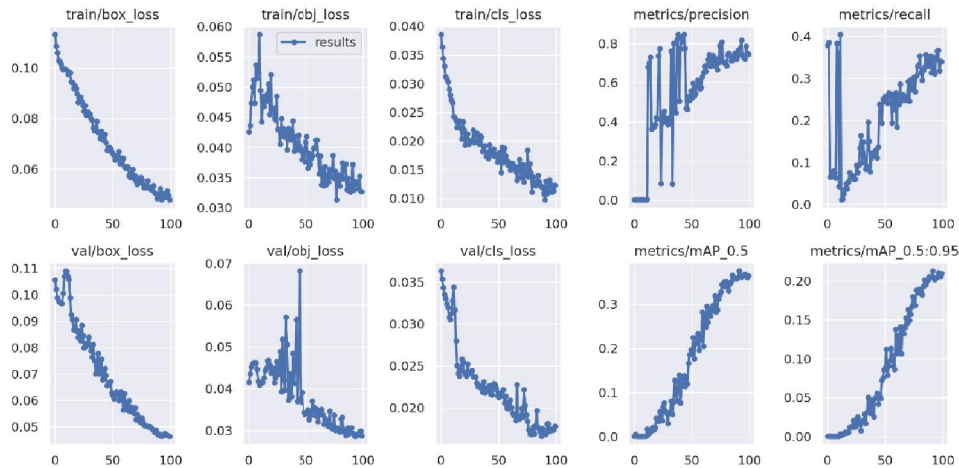 train/box_loss
0.10
0.08
0.06
0 50 100
train/obj_loss
results
0.060
0.055
0.050
0.045
0.040
0.035
0.030
0 50 100
train/cls_loss
0.040
0.035
0.030
0.025
0.020
0.015
0.010
0 50 100
metrics/precision
0.8
0.6
0.4
0.2
0.0
0 50 100
metrics/recall
0.4
0.3
0.2
0.1
0.0
0 50 100
val/box_loss
0.11
0.10
0.09
0.08
0.07
0.06
0.05
0 50 100
val/obj_loss
0.07
0.06
0.05
0.04
0.03
0 50 100
val/cls_loss
0.035
0.030
0.025
0.020
0 50 100
metrics/mAP_0.5
0.3
0.2
0.1
0.0
0 50 100
metrics/mAP_0.5:0.95
0.20
0.15
0.10
0.05
0.00
0 50 100